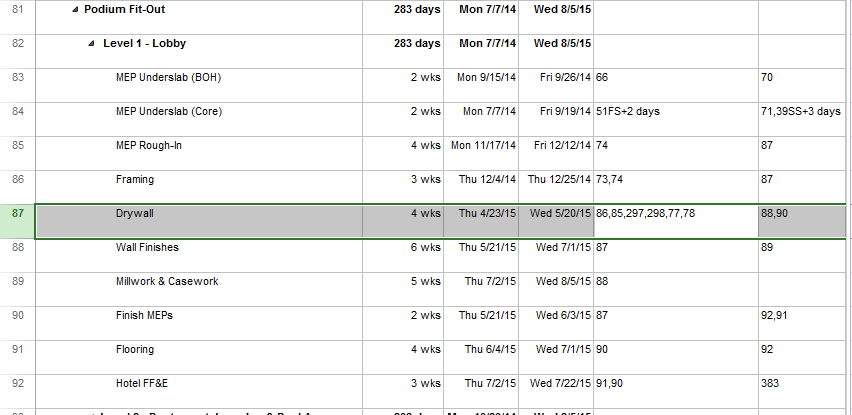 81 Podium Fit-Out 283 days Mon 7/7/14 Wed 8/5/15
82 Level 1 - Lobby 283 days Mon 7/7/14 Wed 8/5/15
83 MEP Underslab (BOH) 2 wks Mon 9/15/14 Fri 9/26/14 66 70
84 MEP Underslab (Core) 2 wks Mon 7/7/14 Fri 9/19/14 51FS+2 days 71,39SS+3 days
85 MEP Rough-In 4 wks Mon 11/17/14 Fri 12/12/14 74 87
86 Framing 3 wks Thu 12/4/14 Thu 12/25/14 73,74 87
87 Drywall 4 wks Thu 4/23/15 Wed 5/20/15 86,85,297,298,77,78 88,90
88 Wall Finishes 6 wks Thu 5/21/15 Wed 7/1/15 87 89
89 Millwork & Casework 5 wks Thu 7/2/15 Wed 8/5/15 88
90 Finish MEPs 2 wks Thu 5/21/15 Wed 6/3/15 87 92,91
91 Flooring 4 wks Thu 6/4/15 Wed 7/1/15 90 92
92 Hotel FF&E 3 wks Thu 7/2/15 Wed 7/22/15 91,90 383